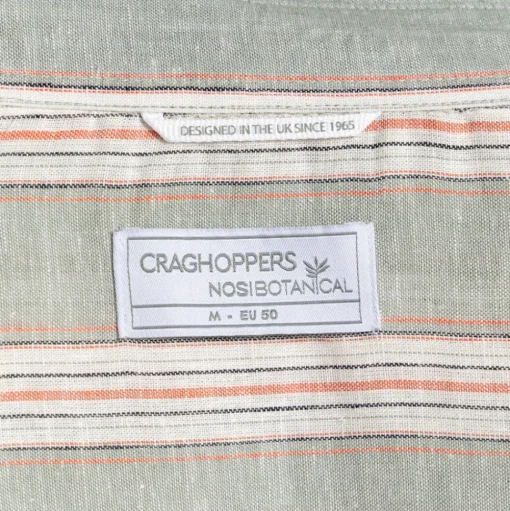 DESIGNED IN THE UK SINCE 1965
CRAGHOPPERS
NOSIBOTANICAL
M - EU 50